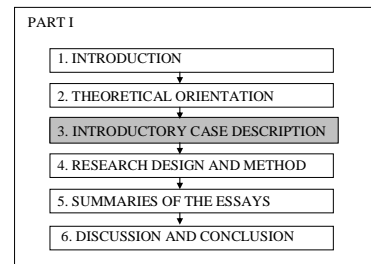 PART I
1. INTRODUCTION
2. THEORETICAL ORIENTATION
3. INTRODUCTORY CASE DESCRIPTION
4. RESEARCH DESIGN AND METHOD
5. SUMMARIES OF THE ESSAYS
6. DISCUSSION AND CONCLUSION